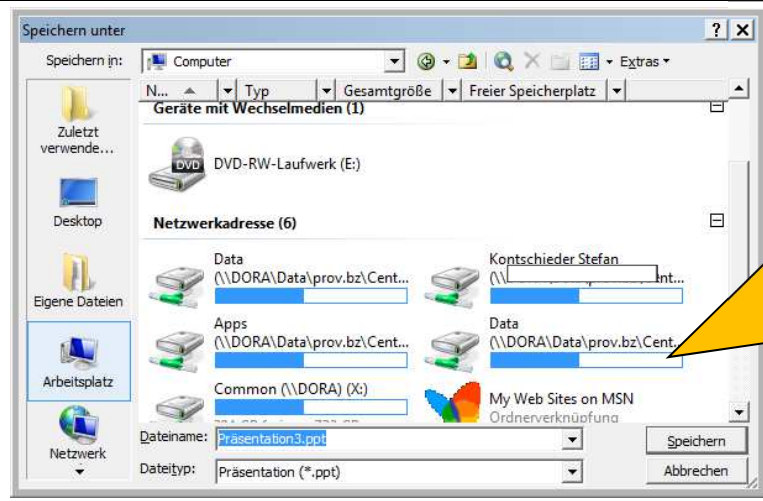 Speichern unter
Speichern in:
Computer
Extras
N...
Typ
Gesamtgröße
Freier Speicherplatz
Geräte mit Wechselmedien (1)
Zuletzt
verwende...
DVD
DVD-RW-Laufwerk (E:)
Desktop
Netzwerkadresse (6)
Data
(\\DORA\Data\prov.bz\Cent...
Kontschieder Stefan
(\\
ent...
Eigene Dateien
Apps
(\\DORA\Data\prov.bz\Cent...
Data
(\\DORA\Data\prov.bz\Cent...
Arbeitsplatz
Common (\\DORA) (X:)
My Web Sites on MSN
Ordnerverknüpfung
Netzwerk
Dateiname:
Präsentation3.ppt
Speichern
Dateityp:
Präsentation (*.ppt)
Abbrechen